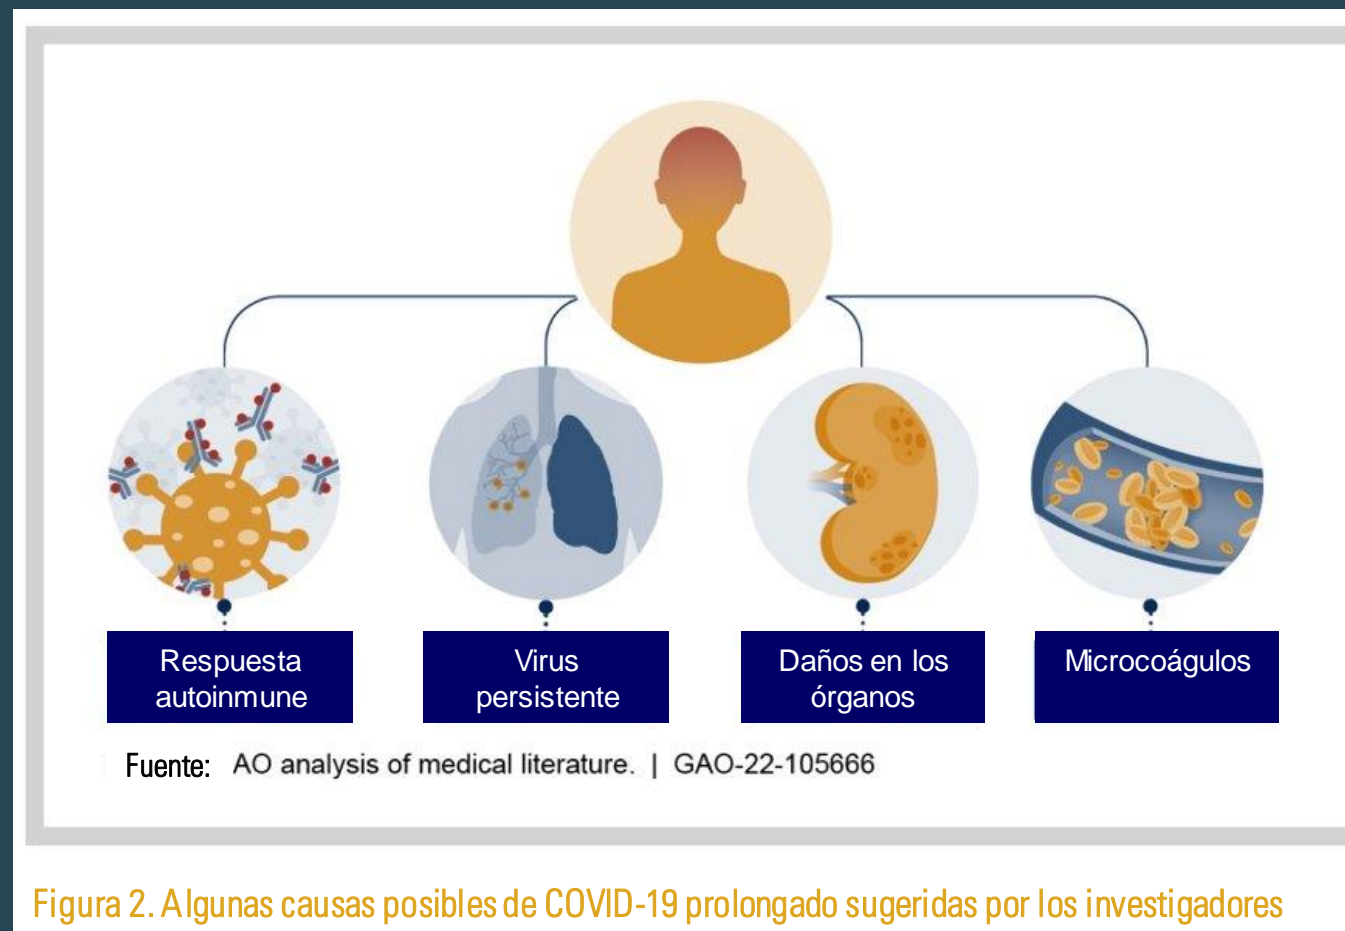 Respuesta
autoinmune
Virus
persistente
Daños en los
órganos
Microcoágulos
Fuente: AO analysis of medical literature. | GAO-22-105666
Figura 2. Algunas causas posibles de COVID-19 prolongado sugeridas por los investigadores